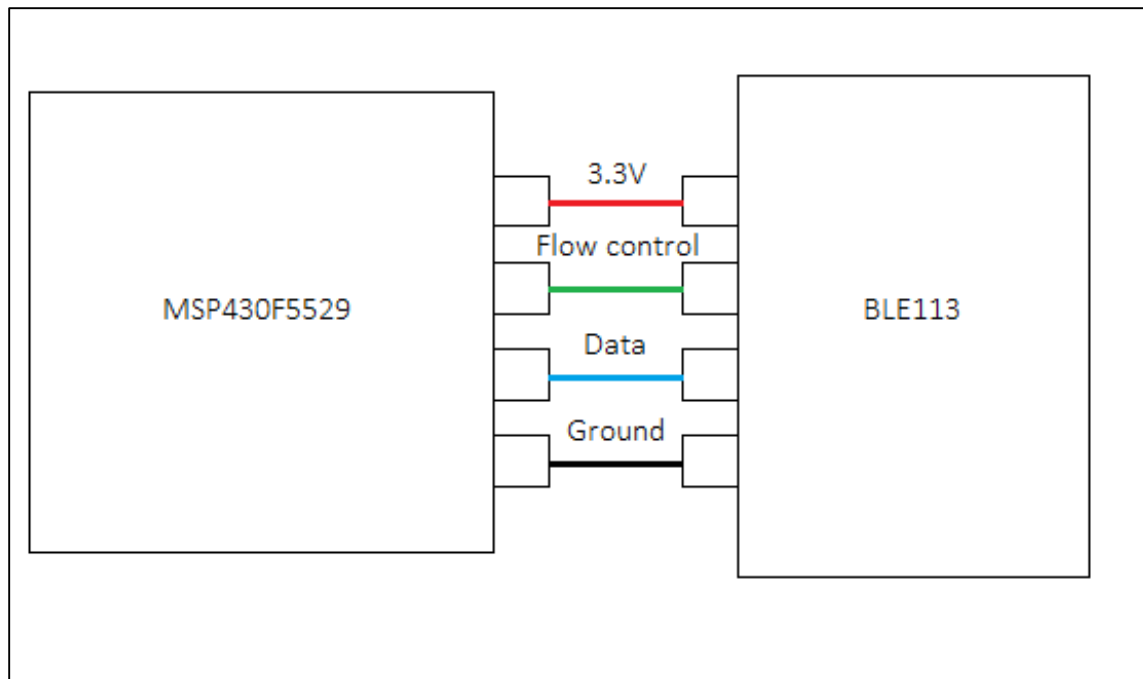 3.3V
Flow control
MSP430F5529
BLE113
Data
Ground